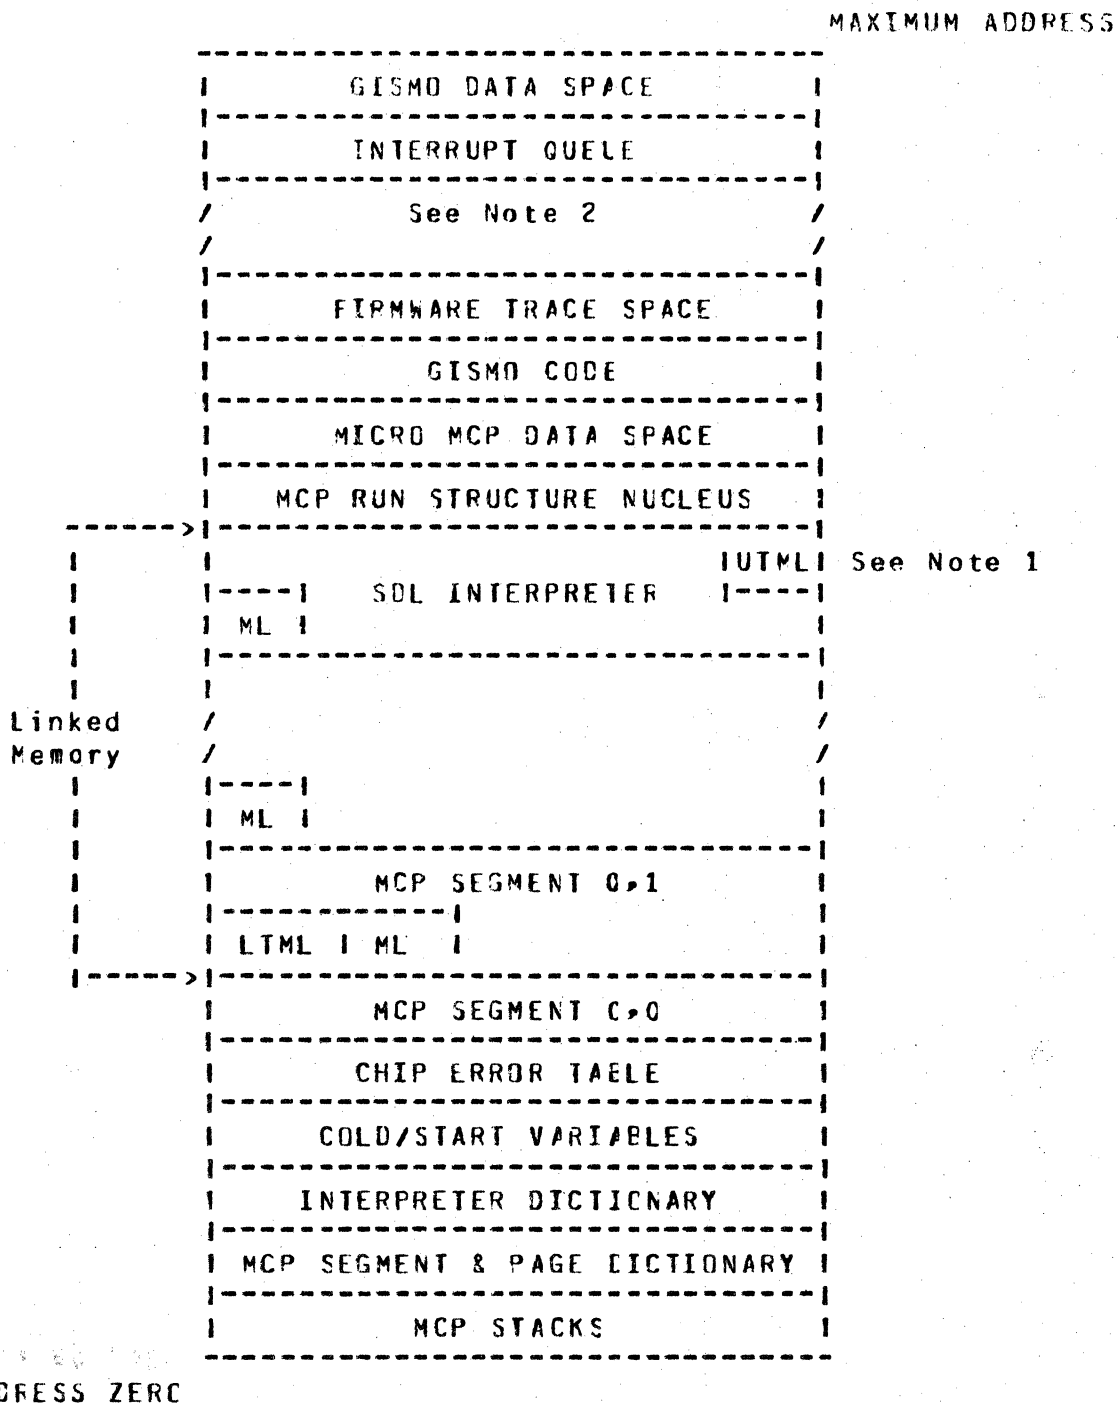 MAXIMUM ADDRESS
GISMO DATA SPACE
INTERRUPT QUEUE
See Note 2
FIRMWARE TRACE SPACE
GISMO CODE
MICRO MCP DATA SPACE
MCP RUN STRUCTURE NUCLEUS
UTML See Note 1
SDL INTERPRETER
ML
Linked
Memory
ML
MCP SEGMENT 0,1
LTML ML
MCP SEGMENT 0,0
CHIP ERROR TABLE
COLD/START VARIABLES
INTERPRETER DICTIONARY
MCP SEGMENT & PAGE DICTIONARY
MCP STACKS
DRESS ZERO